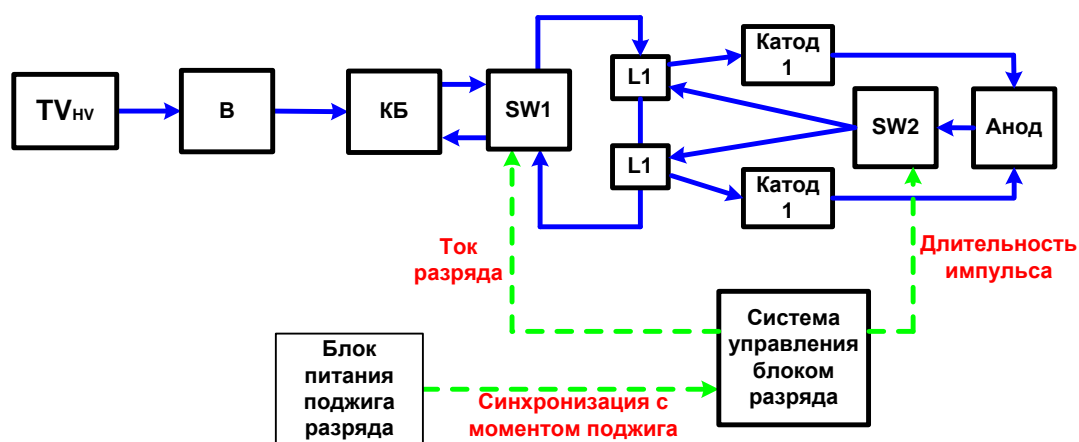 TVHV
В
КБ
SW1
L1
L1
Катод
1
Катод
1
SW2
Анод
Ток
разряда
Длительность
импульса
Система
управления
блоком
разряда
Блок
питания
поджига
разряда
Синхронизация с
моментом поджига